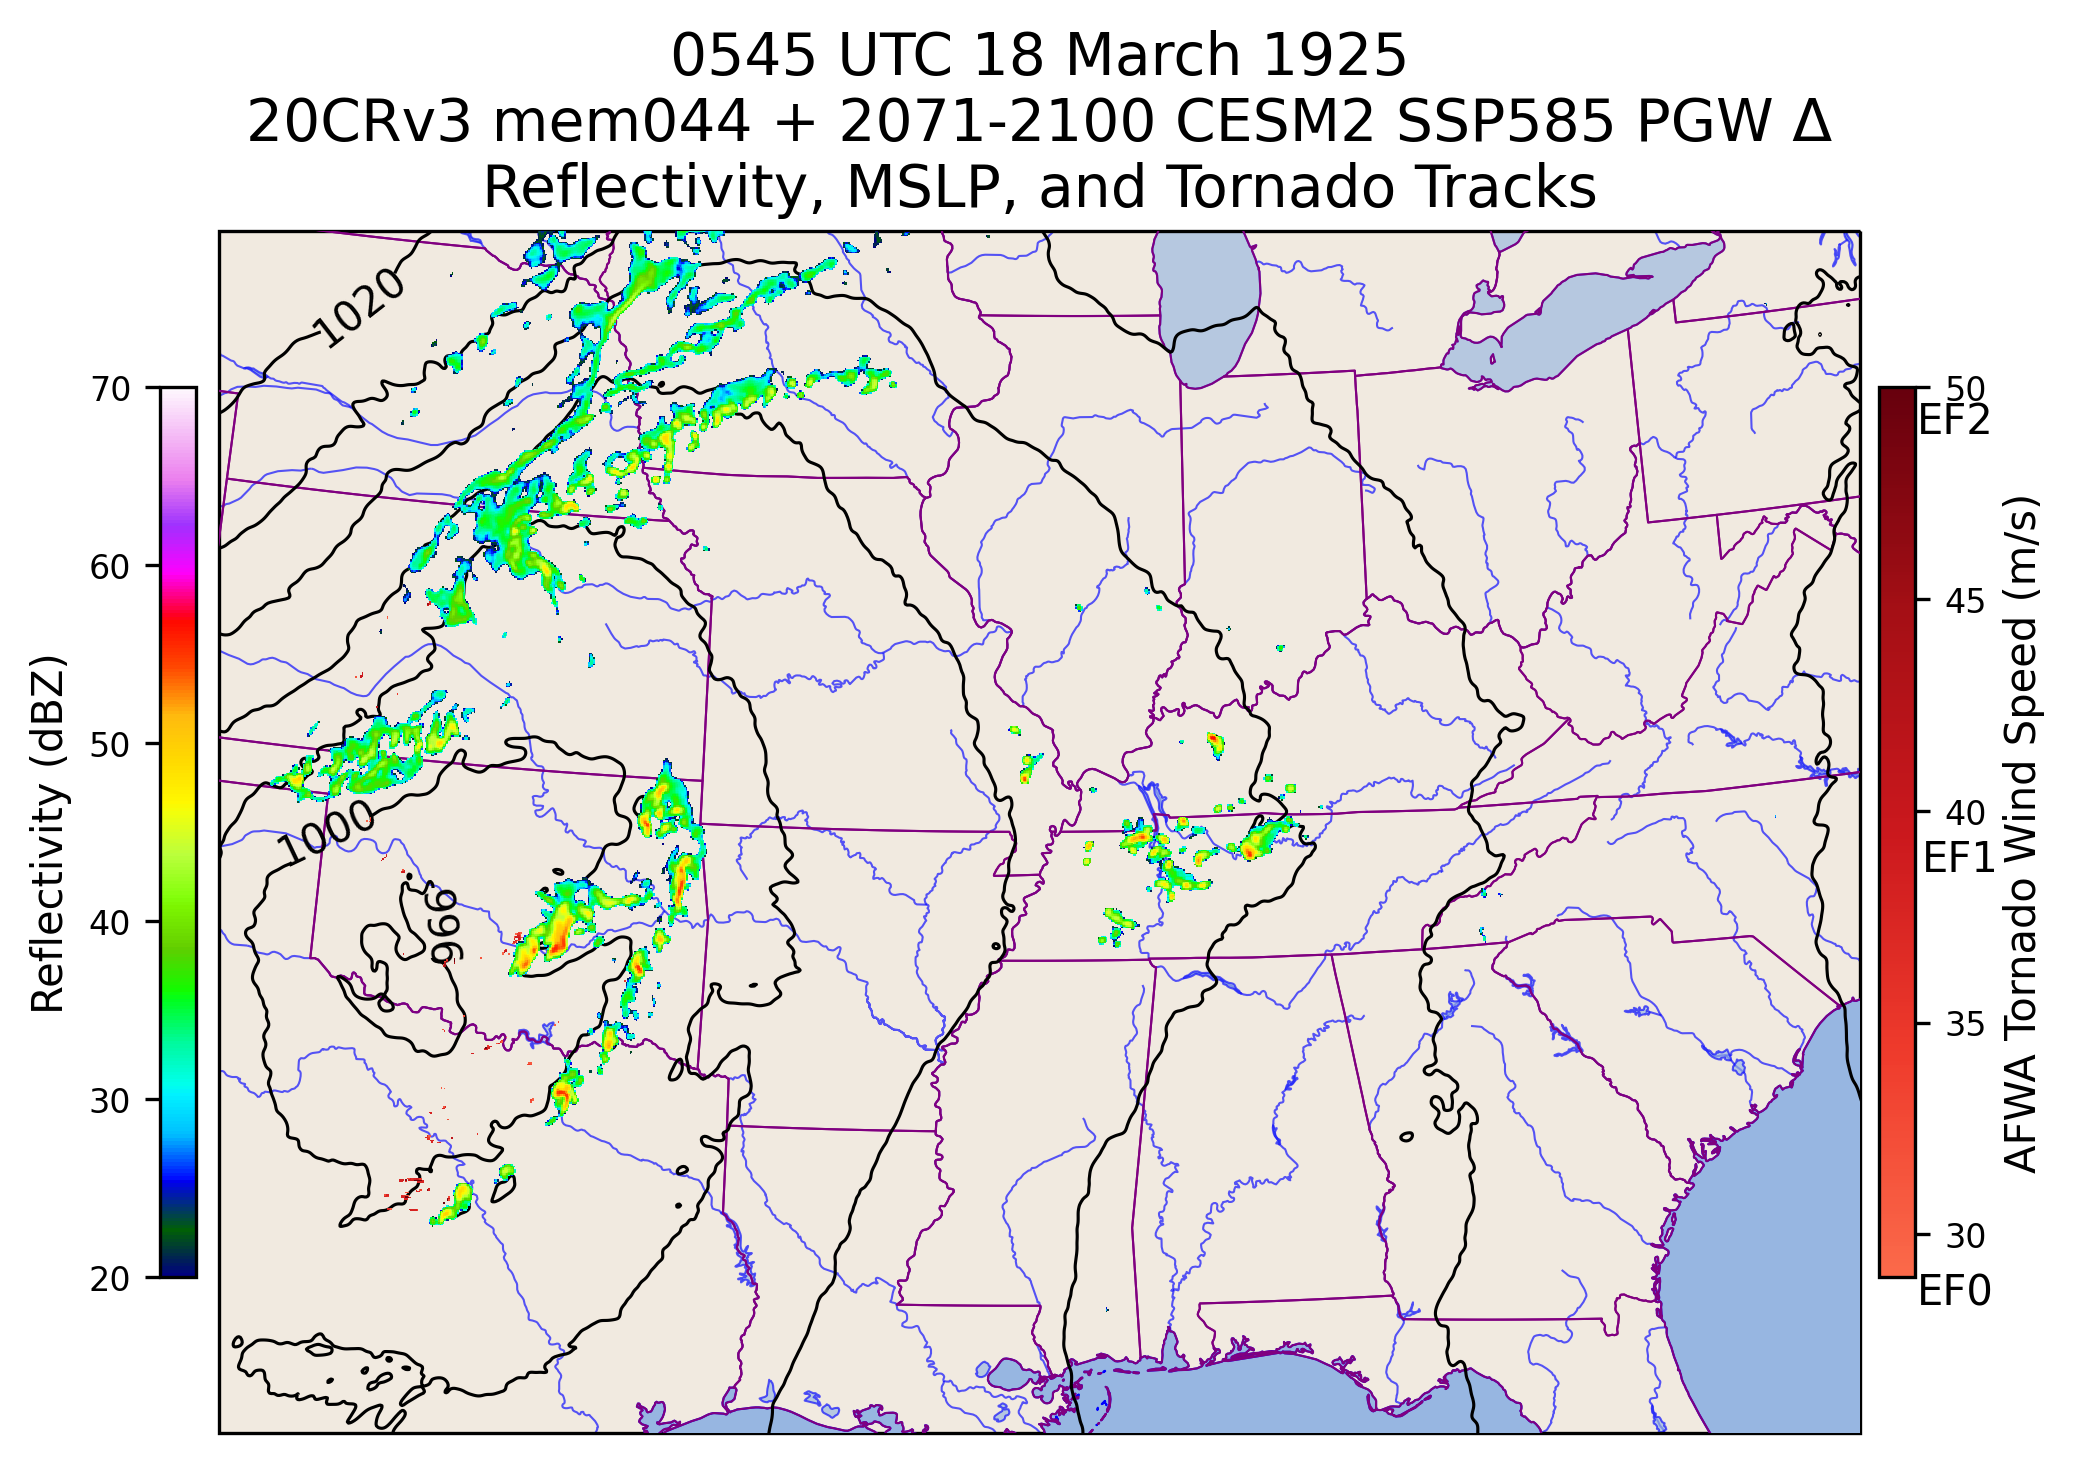 0545 UTC 18 March 1925
20CRv3 mem044 + 2071-2100 CESM2 SSP585 PGW Δ
Reflectivity, MSLP, and Tornado Tracks
1020
1000
996
70
60
50
40
30
20
Reflectivity (dBZ)
50
EF2
45
40
EF1
35
30
EF0
AFWA Tornado Wind Speed (m/s)